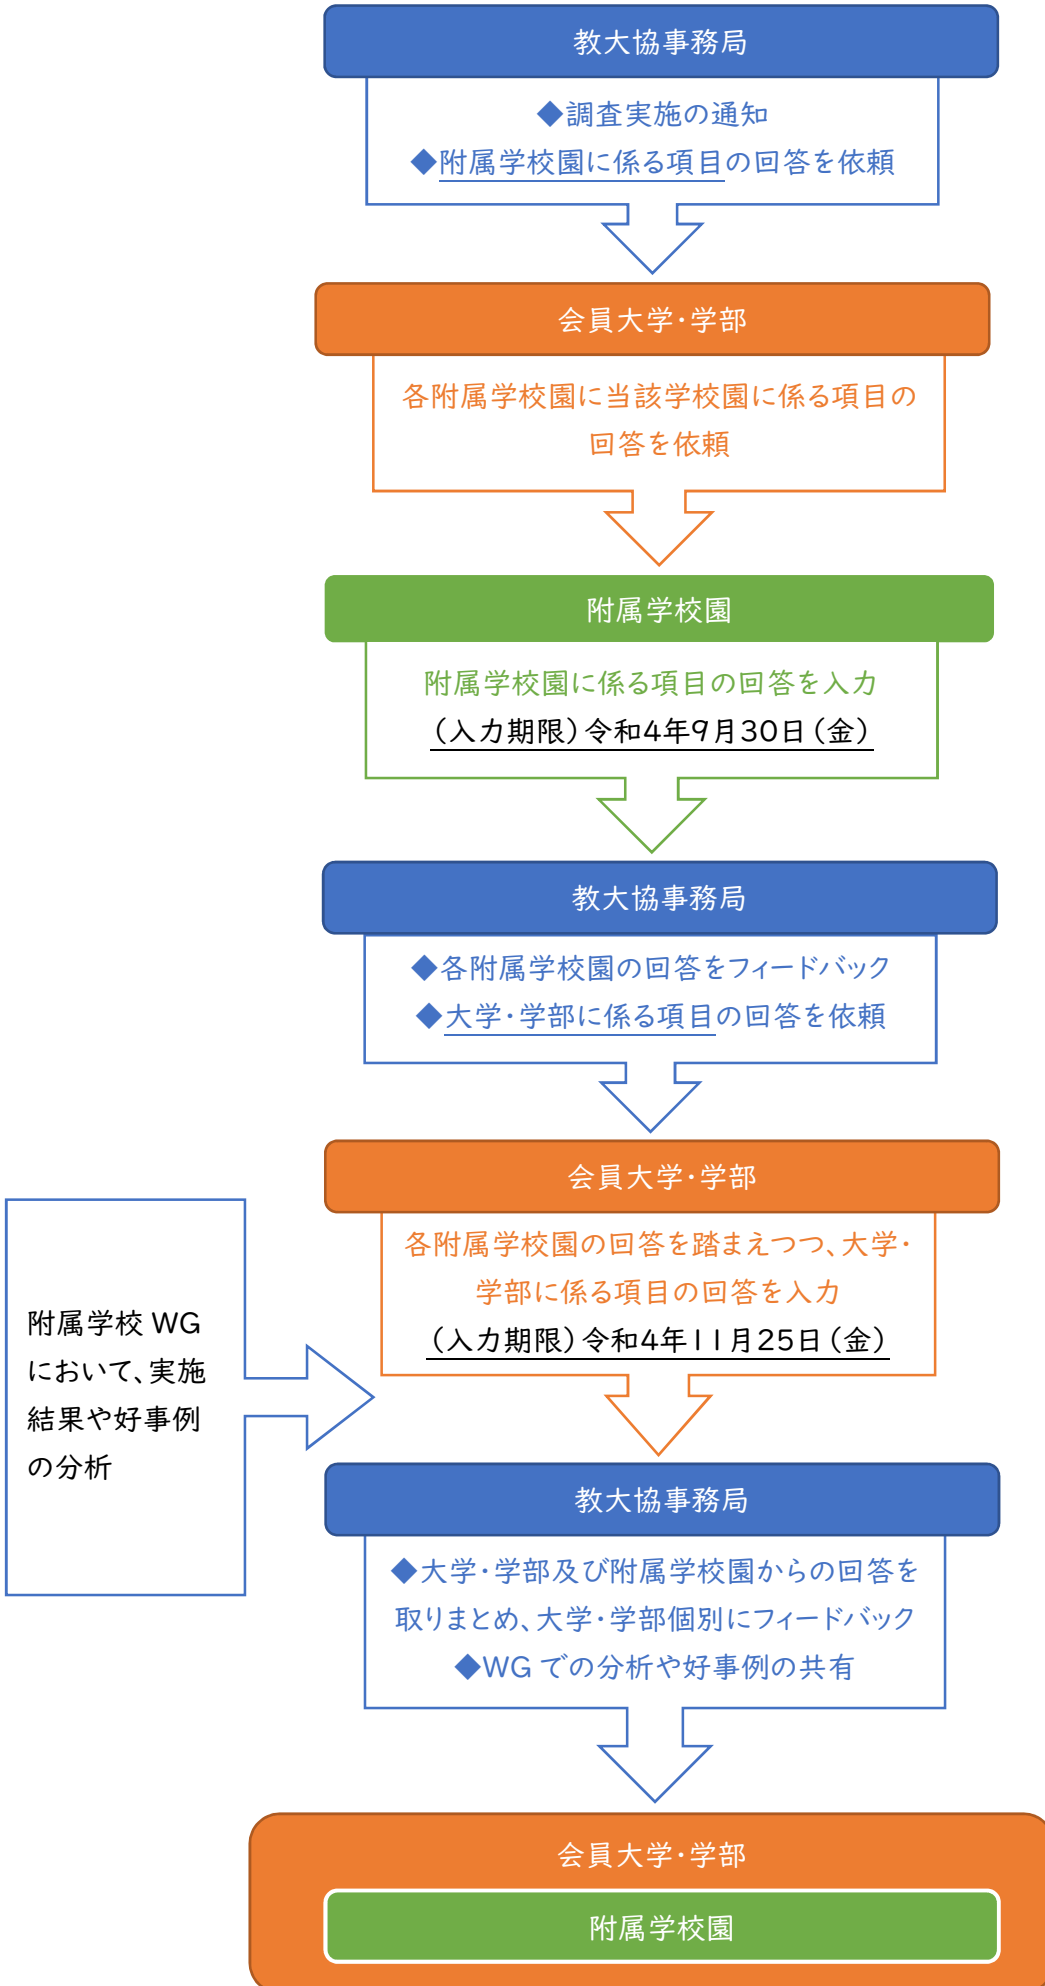 教大協事務局
◆調査実施の通知
◆附属学校園に係る項目の回答を依頼
会員大学・学部
各附属学校園に当該学校園に係る項目の
回答を依頼
附属学校園
附属学校園に係る項目の回答を入力
（入力期限）令和4年9月30日（金）
教大協事務局
◆各附属学校園の回答をフィードバック
◆大学・学部に係る項目の回答を依頼
会員大学・学部
各附属学校園の回答を踏まえつつ、大学・
学部に係る項目の回答を入力
（入力期限）令和4年11月25日（金）
附属学校 WG
において、実施
結果や好事例
の分析
教大協事務局
◆大学・学部及び附属学校園からの回答を
取りまとめ、大学・学部個別にフィードバック
◆WG での分析や好事例の共有
会員大学・学部
附属学校園